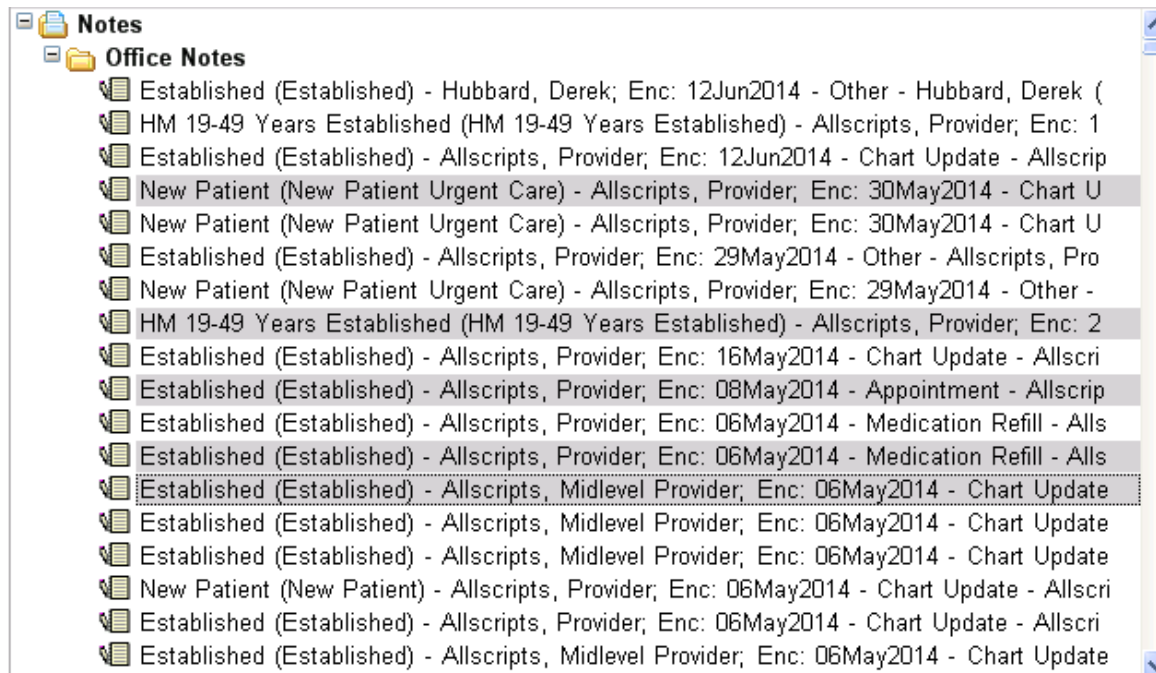 Notes
Office Notes
Established (Established) - Hubbard, Derek; Enc: 12Jun2014 - Other - Hubbard, Derek (
HM 19-49 Years Established (HM 19-49 Years Established) - Allscripts, Provider; Enc: 1
Established (Established) - Allscripts, Provider; Enc: 12Jun2014 - Chart Update - Allscrip
New Patient (New Patient Urgent Care) - Allscripts, Provider; Enc: 30May2014 - Chart U
New Patient (New Patient Urgent Care) - Allscripts, Provider; Enc: 30May2014 - Chart U
Established (Established) - Allscripts, Provider; Enc: 29May2014 - Other - Allscripts, Pro
New Patient (New Patient Urgent Care) - Allscripts, Provider; Enc: 29May2014 - Other -
HM 19-49 Years Established (HM 19-49 Years Established) - Allscripts, Provider; Enc: 2
Established (Established) - Allscripts, Provider; Enc: 16May2014 - Chart Update - Allscri
Established (Established) - Allscripts, Provider; Enc: 08May2014 - Appointment - Allscrip
Established (Established) - Allscripts, Provider; Enc: 06May2014 - Medication Refill - Alls
Established (Established) - Allscripts, Provider; Enc: 06May2014 - Medication Refill - Alls
Established (Established) - Allscripts, Midlevel Provider; Enc: 06May2014 - Chart Update
Established (Established) - Allscripts, Midlevel Provider; Enc: 06May2014 - Chart Update
Established (Established) - Allscripts, Midlevel Provider; Enc: 06May2014 - Chart Update
New Patient (New Patient) - Allscripts, Provider; Enc: 06May2014 - Chart Update - Allscri
Established (Established) - Allscripts, Provider; Enc: 06May2014 - Chart Update - Allscri
Established (Established) - Allscripts, Midlevel Provider; Enc: 06May2014 - Chart Update